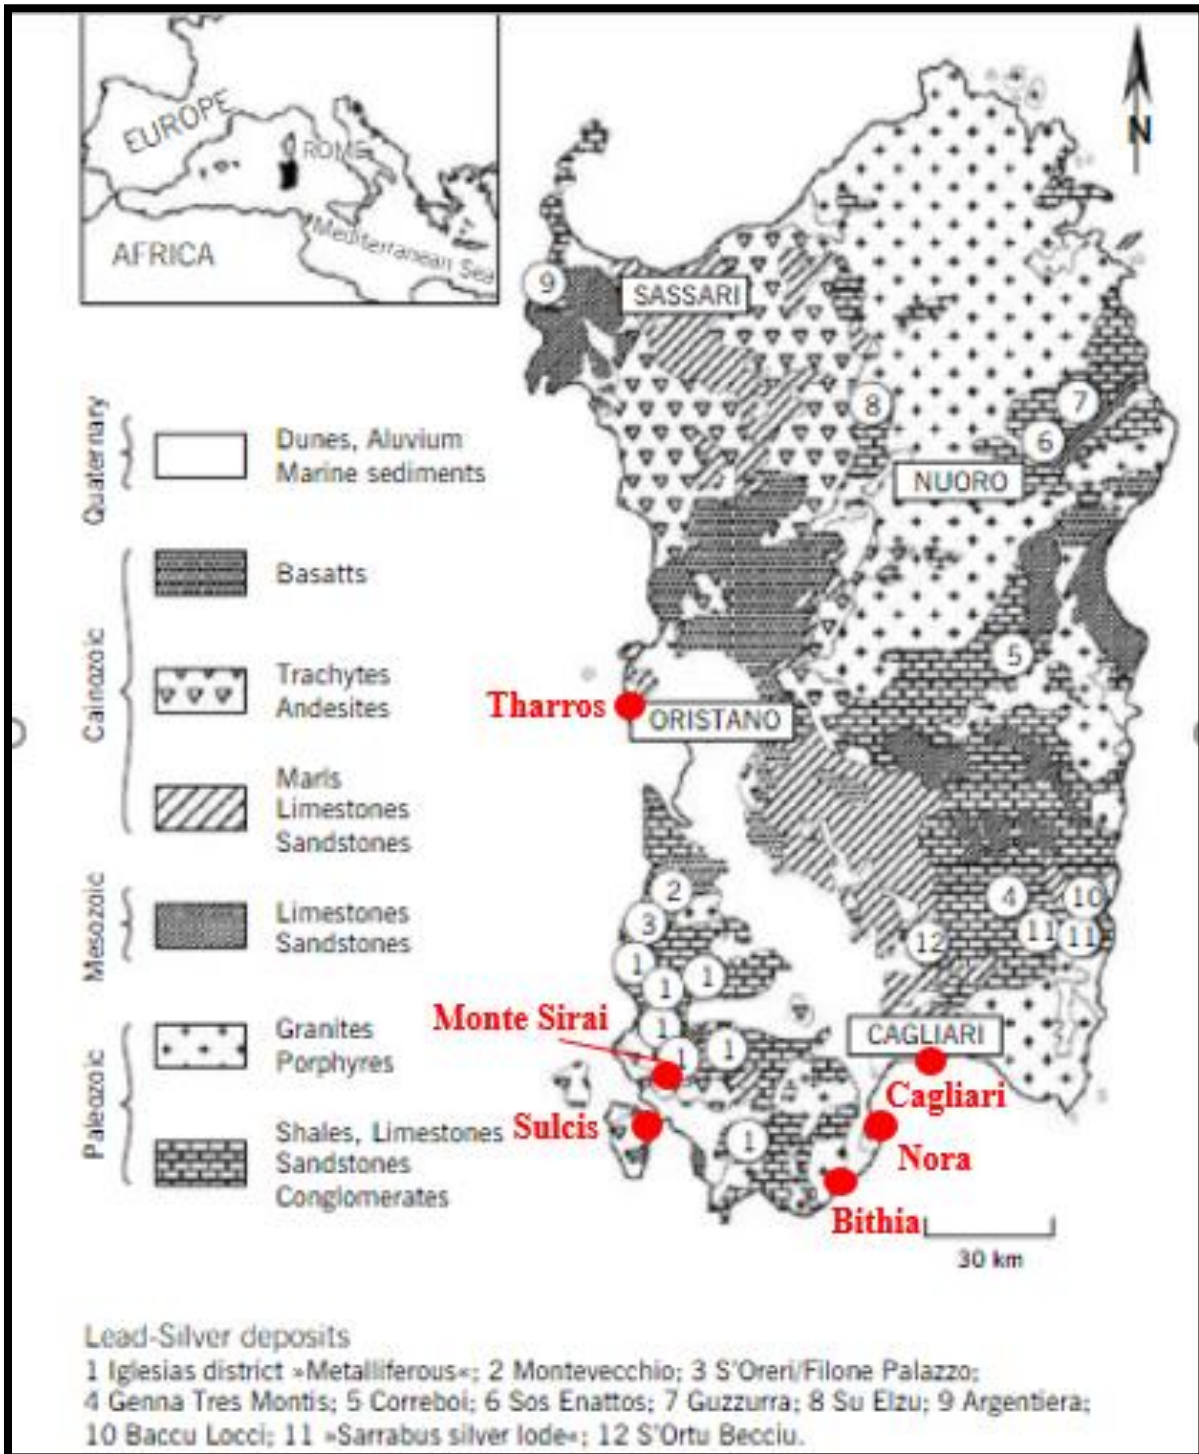 EUROPE
ROME
Mediterranean Sea
AFRICA
N
9
SASSARI
8
7
6
NUORO
5
Tharros
ORISTANO
2
3
1
1
1
4
10
11
11
12
Monte Sirai
1
1
1
CAGLIARI
Cagliari
Sulcis
1
Nora
Bithia
30 km
Quaternary
Dunes, Aluvium
Marine sediments
Cainozoic
Basatts
Trachytes
Andesites
Marls
Limestones
Sandstones
Mesozoic
Limestones
Sandstones
Paleozoic
Granites
Porphyres
Shales, Limestones
Sandstones
Conglomerates
Lead-Silver deposits
1 Iglesias district »Metalliferous«; 2 Montevecchio; 3 S'Oreri/Filone Palazzo;
4 Genna Tres Montis; 5 Correboi; 6 Sos Enattos; 7 Guzzurra; 8 Su Elzu; 9 Argentiera;
10 Baccu Locci; 11 »Sarrabus silver lode«; 12 S'Ortu Becciu.